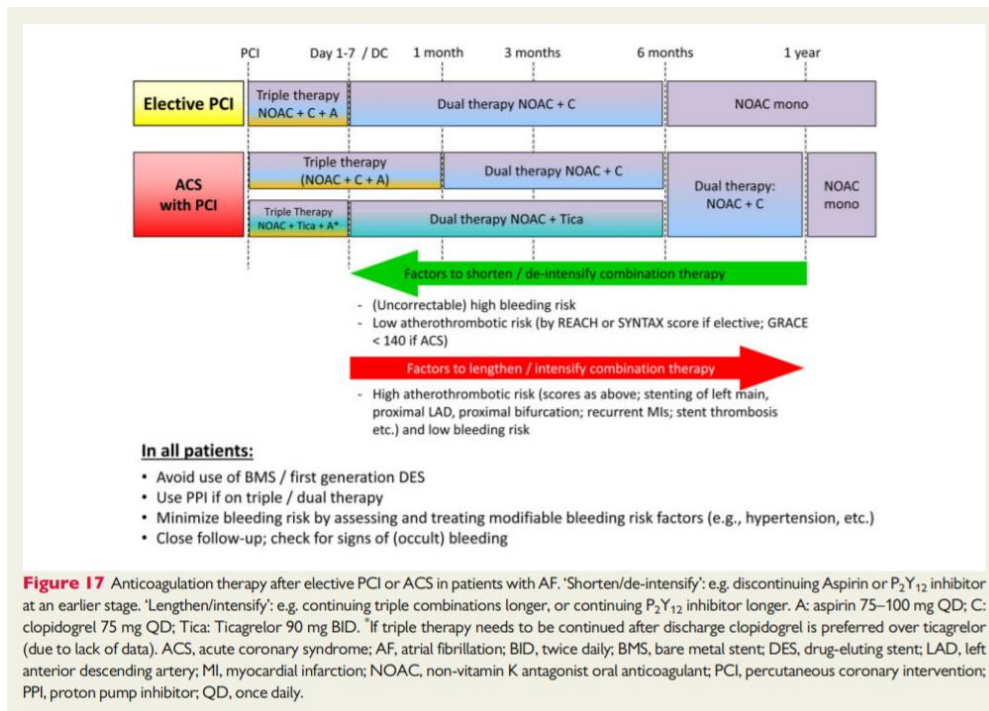 PCI Day 1-7 / DC 1 month 3 months 6 months 1 year
Elective PCI
Triple therapy
NOAC + C + A
Dual therapy NOAC + C
NOAC mono
ACS
with PCI
Triple therapy
(NOAC + C + A)
Dual therapy NOAC + C
Triple Therapy
NOAC + Tica + A*
Dual therapy NOAC + Tica
Dual therapy:
NOAC + C
NOAC
mono
Factors to shorten / de-intensify combination therapy
- (Uncorrectable) high bleeding risk
- Low atherothrombotic risk (by REACH or SYNTAX score if elective; GRACE
< 140 if ACS)
Factors to lengthen / intensify combination therapy
- High atherothrombotic risk (scores as above; stenting of left main,
proximal LAD, proximal bifurcation; recurrent MIs; stent thrombosis
etc.) and low bleeding risk
In all patients:
• Avoid use of BMS / first generation DES
• Use PPI if on triple / dual therapy
• Minimize bleeding risk by assessing and treating modifiable bleeding risk factors (e.g., hypertension, etc.)
• Close follow-up; check for signs of (occult) bleeding
Figure 17 Anticoagulation therapy after elective PCI or ACS in patients with AF. ‘Shorten/de-intensify’: e.g. discontinuing Aspirin or P2Y12 inhibitor
at an earlier stage. ‘Lengthen/intensify’: e.g. continuing triple combinations longer, or continuing P2Y12 inhibitor longer. A: aspirin 75–100 mg QD; C:
clopidogrel 75 mg QD; Tica: Ticagrelor 90 mg BID. *If triple therapy needs to be continued after discharge clopidogrel is preferred over ticagrelor
(due to lack of data). ACS, acute coronary syndrome; AF, atrial fibrillation; BID, twice daily; BMS, bare metal stent; DES, drug-eluting stent; LAD, left
anterior descending artery; MI, myocardial infarction; NOAC, non-vitamin K antagonist oral anticoagulant; PCI, percutaneous coronary intervention;
PPI, proton pump inhibitor; QD, once daily.